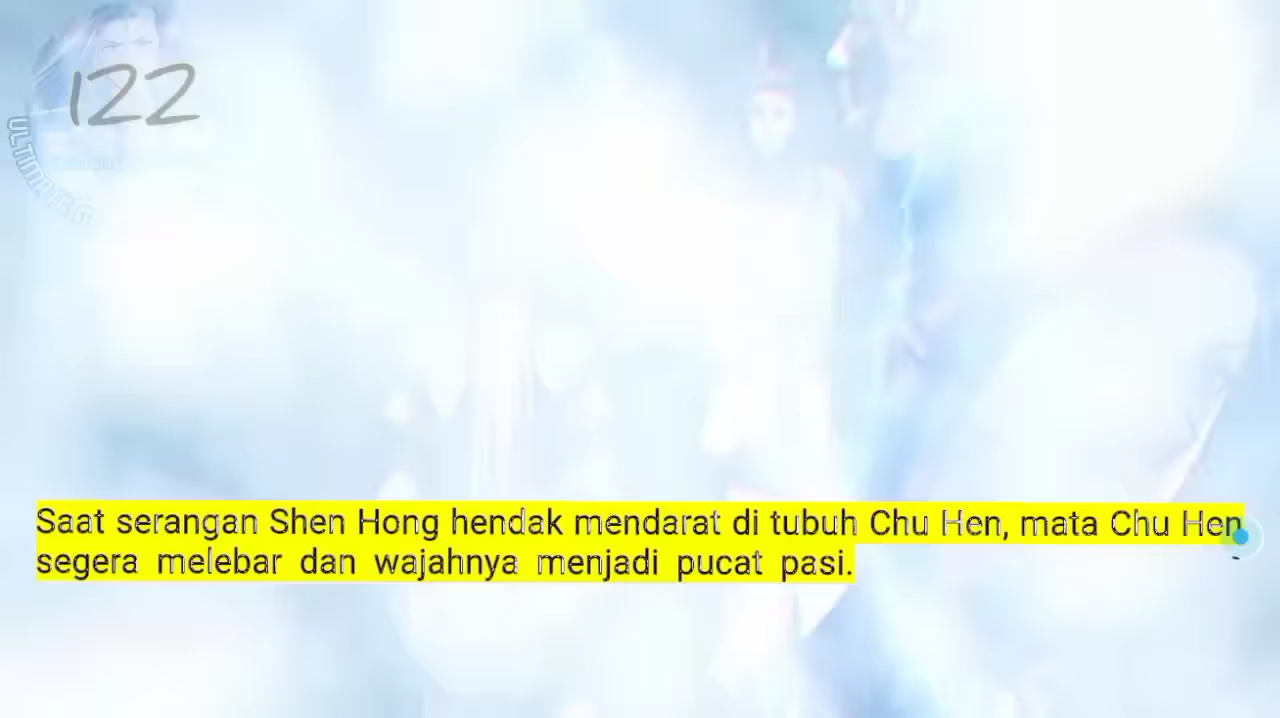 122
Saat serangan Shen Hong hendak mendarat di tubuh Chu Hen, mata Chu Hen
segera melebar dan wajahnya menjadi pucat pasi.